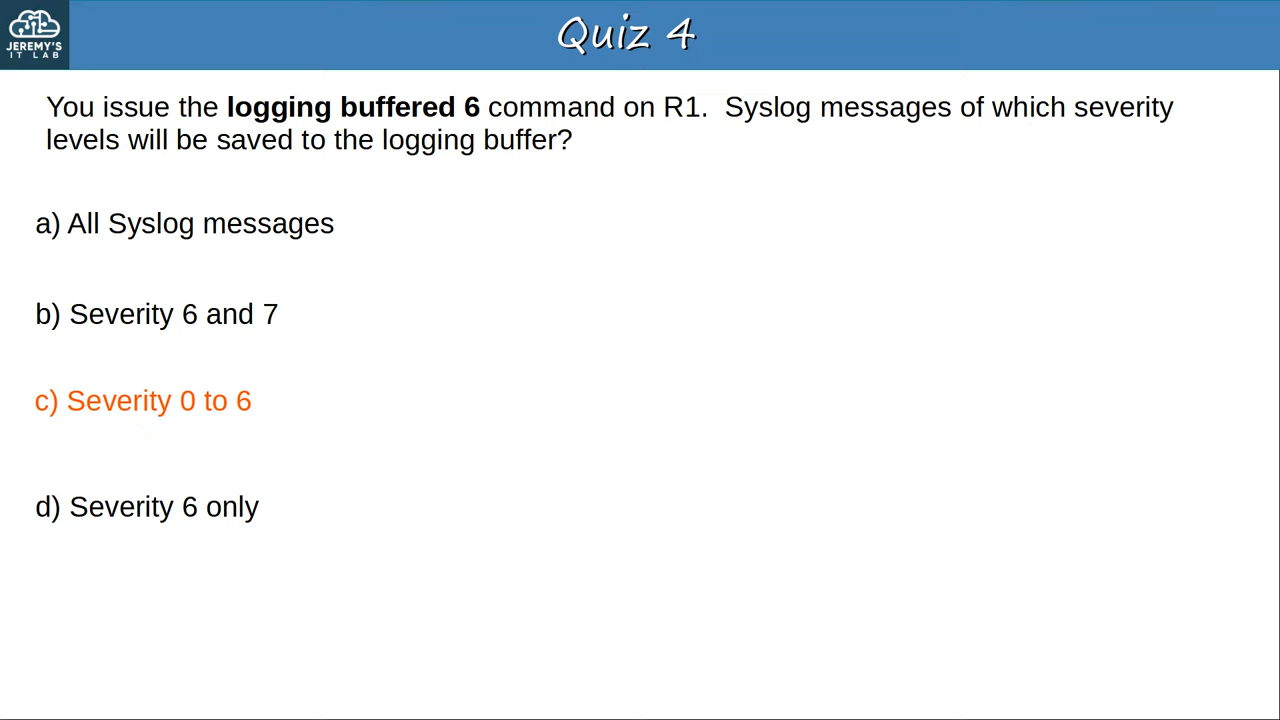 JEREMY'S
IT LAB
Quiz 4
You issue the logging buffered 6 command on R1.  Syslog messages of which severity
levels will be saved to the logging buffer?
a) All Syslog messages
b) Severity 6 and 7
c) Severity 0 to 6
d) Severity 6 only